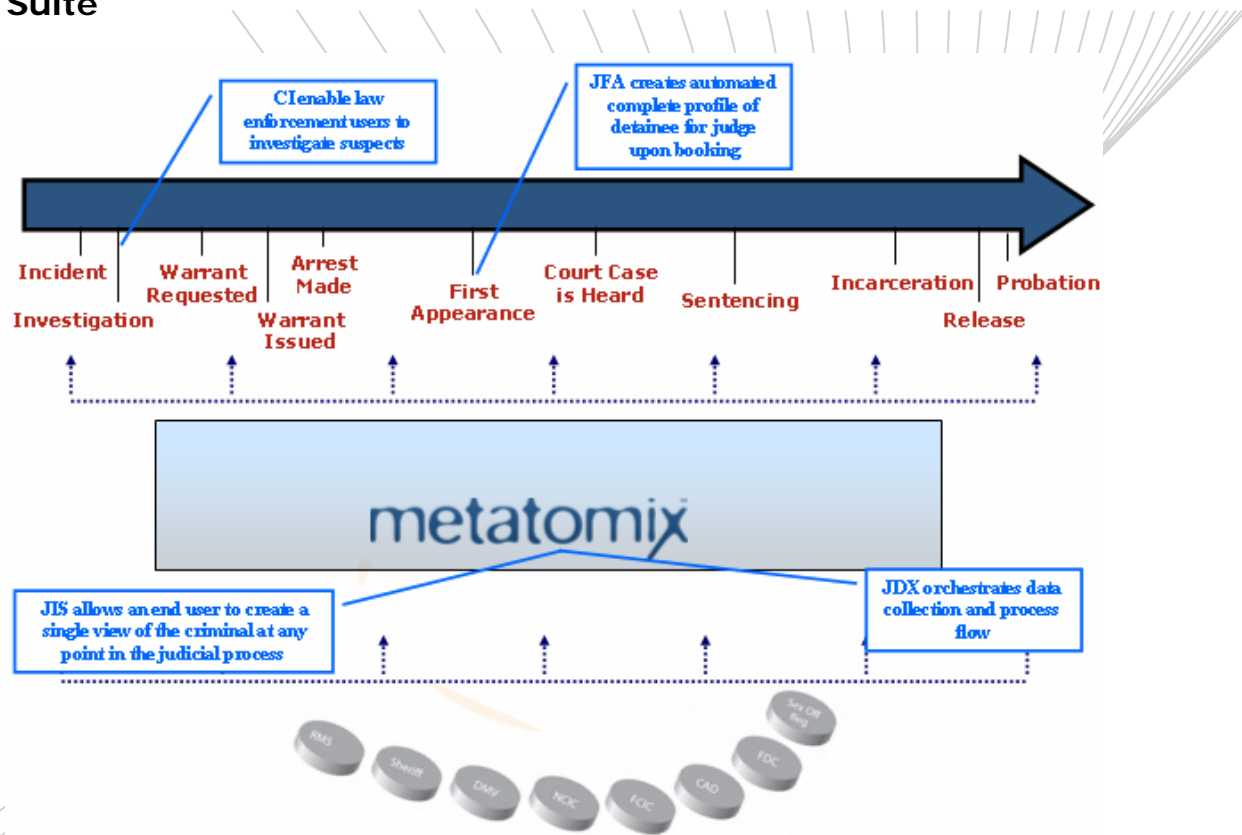 Suite
CI enable law
enforcement users to
investigate suspects
JFA creates automated
complete profile of
detainee for judge
upon booking
Incident
Investigation
Warrant
Requested
Warrant
Issued
Arrest
Made
First
Appearance
Court Case
is Heard
Sentencing
Incarceration
Release
Probation
metatomix
JIS allows an end user to create a
single view of the criminal at any
point in the judicial process
JDX orchestrates data
collection and process
flow
RMS
Sheriff
DMV
NCIC
FCIC
CAD
FDC
Sex Off
Reg